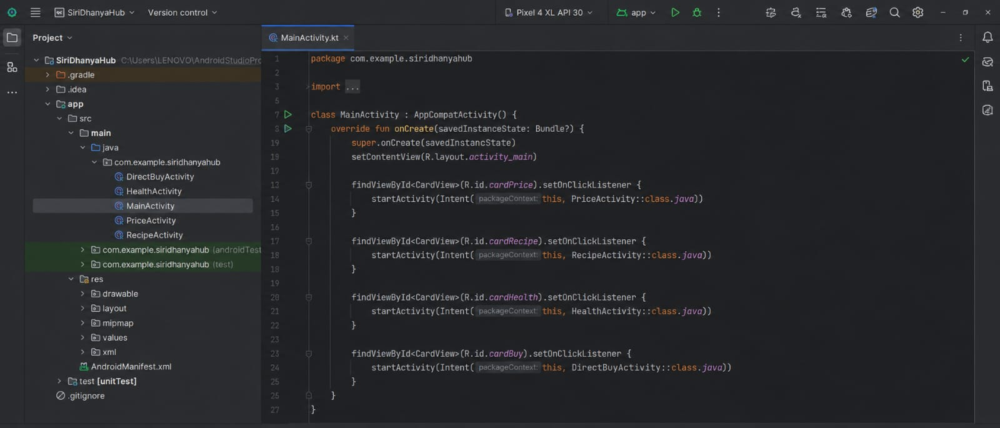 SiriDhanyaHub Version control Pixel 4 XL API 30 app
Project
MainActivity.kt
SiriDhanyaHub C:\Users\LENOVO\AndroidStudioPro
.gradle
.idea
app
src
main
java
com.example.siridhanyahub
DirectBuyActivity
HealthActivity
MainActivity
PriceActivity
RecipeActivity
com.example.siridhanyahub (androidTest
com.example.siridhanyahub (test)
res
drawable
layout
mipmap
values
xml
AndroidManifest.xml
test [unitTest]
.gitignore
1 package com.example.siridhanyahub
2
3 import ...
5
7 class MainActivity : AppCompatActivity() {
8 override fun onCreate(savedInstanceState: Bundle?) {
19 super.onCreate(savedInstancState)
19 setContentView(R.layout.activity_main)
17
13 findViewById<CardView>(R.id.cardPrice).setOnClickListener {
14 startActivity(Intent( packageContext: this, PriceActivity::class.java))
15 }
16
17 findViewById<CardView>(R.id.cardRecipe).setOnClickListener {
18 startActivity(Intent( packageContext: this, RecipeActivity::class.java))
18 }
19
20 findViewById<CardView>(R.id.cardHealth).setOnClickListener {
21 startActivity(Intent( packageContext: this, HealthActivity::class.java))
22 }
23
23 findViewById<CardView>(R.id.cardBuy).setOnClickListener {
24 startActivity(Intent( packageContext: this, DirectBuyActivity::class.java))
25 }
25 }
27 }